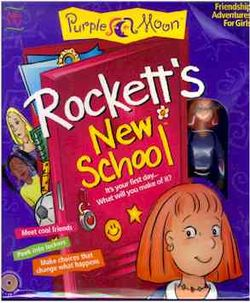 Purple Moon
Friendship
Adventures
For Girls
Rockett's
New
School
It's your first day...
What will you make of it?
Meet cool friends
Peek into lockers
Make choices that
change what happens